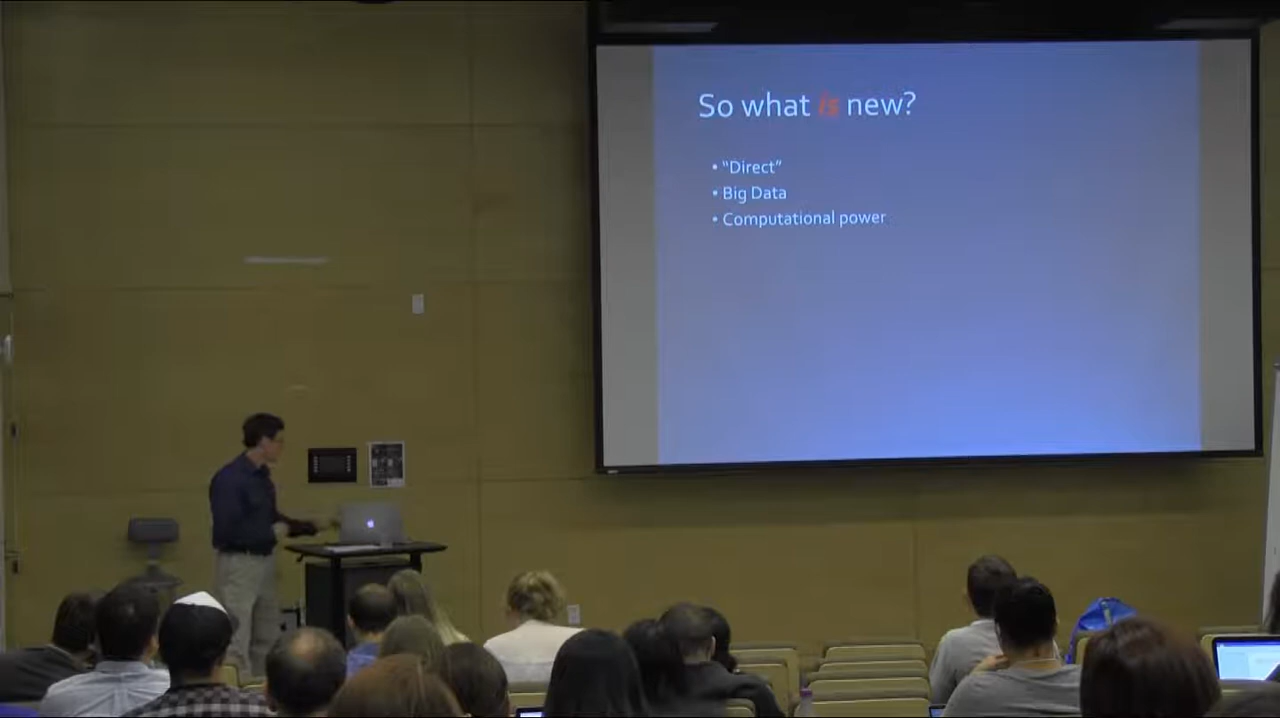 So what is new?
• “Direct”
• Big Data
• Computational power